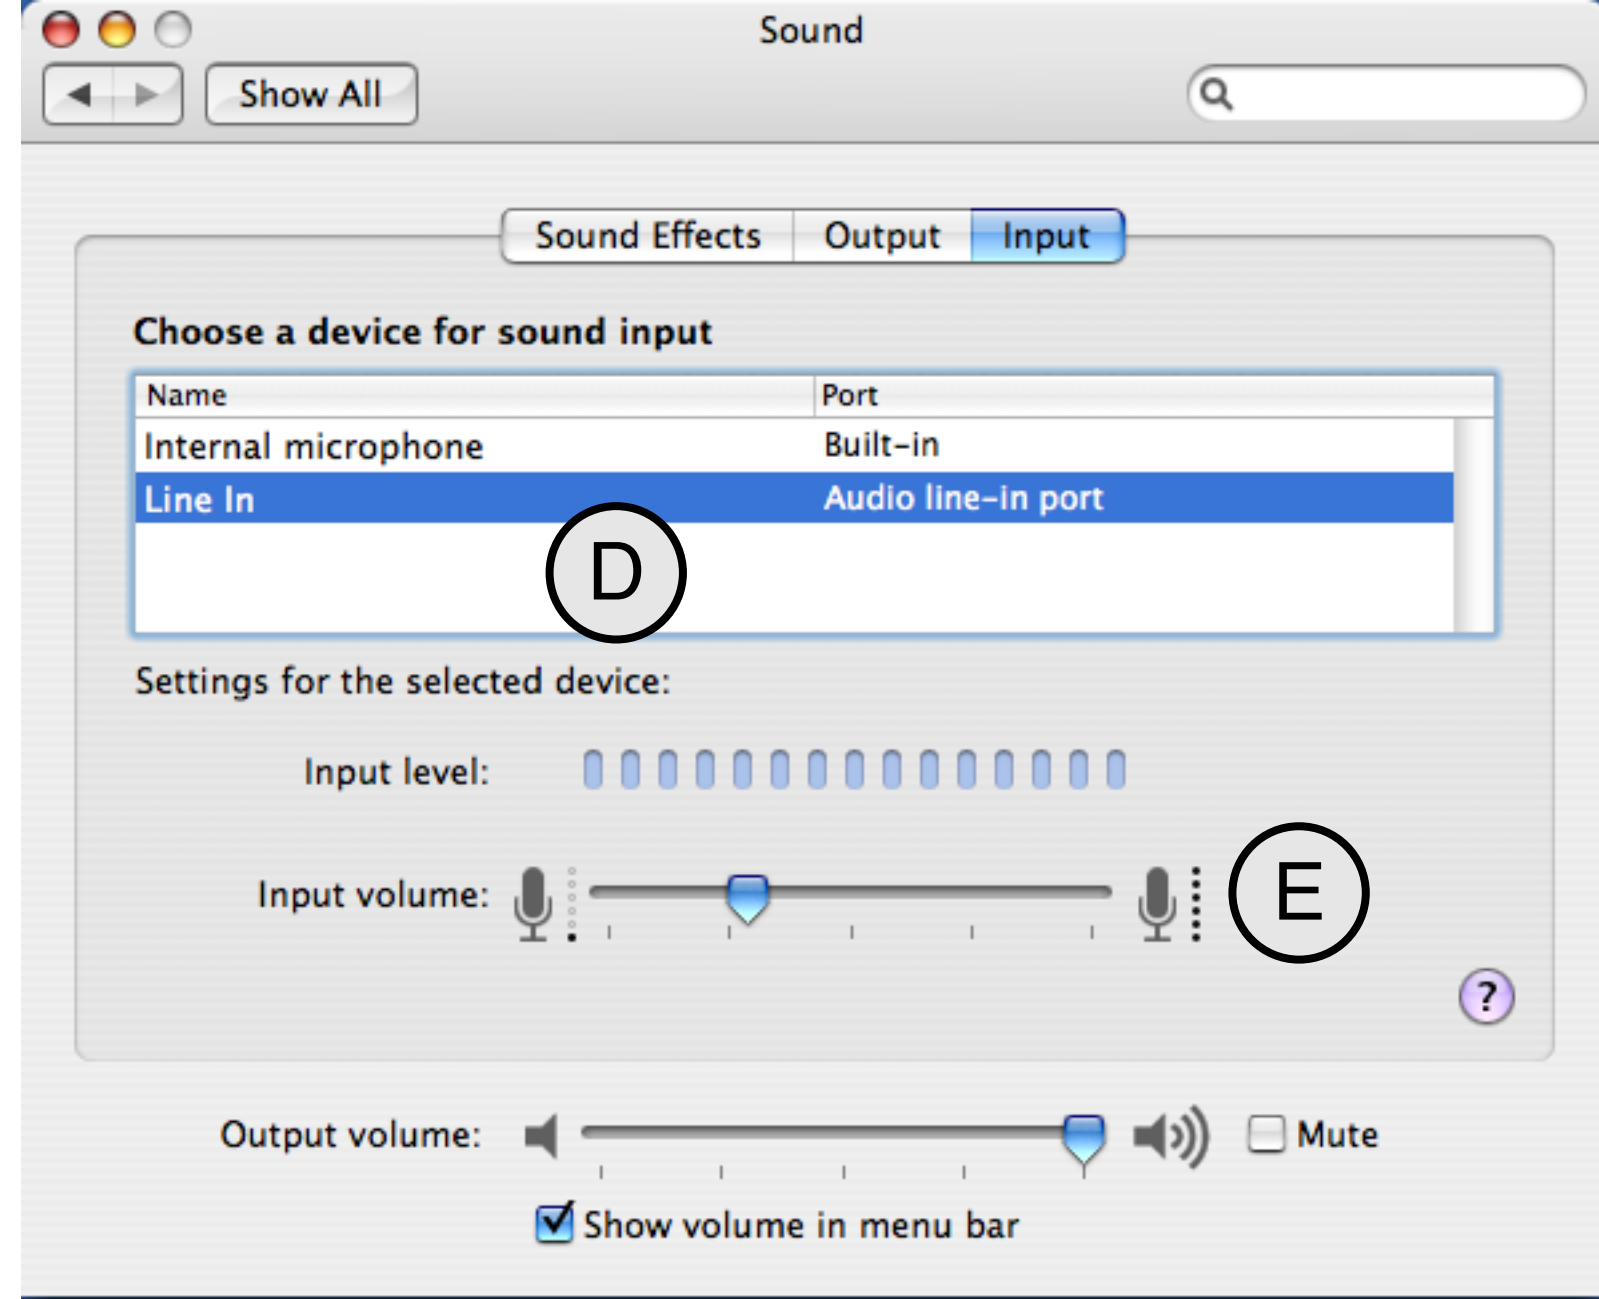 Sound
Show All
Sound Effects Output Input
Choose a device for sound input
Name Port
Internal microphone Built-in
Line In Audio line-in port
D
Settings for the selected device:
Input level:
Input volume: E
?
Output volume: Mute
Show volume in menu bar